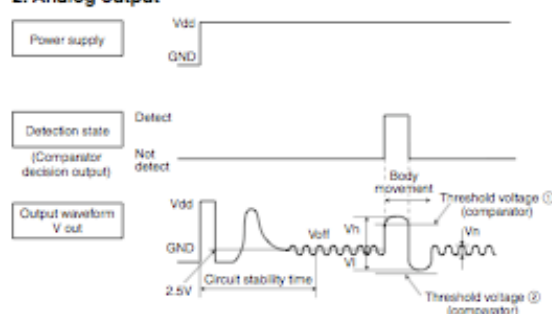 2. Analog output
Power supply
Vdd
GND
Detection state
(Comparator
decision output)
Detect
Not
detect
Body
movement
Threshold voltage ①
(comparator)
Output waveform
V out
Vdd
GND
2.5V
Voff
Vh
Vl
Vn
Circuit stability time
Threshold voltage ②
(comparator)